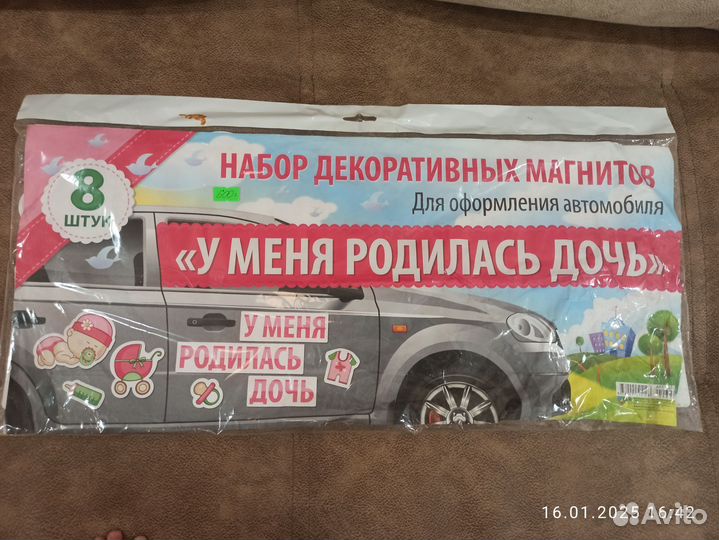 8
ШТУК
НАБОР ДЕКОРАТИВНЫХ МАГНИТОВ
Для оформления автомобиля
«У МЕНЯ РОДИЛАСЬ ДОЧЬ»
У МЕНЯ
РОДИЛАСЬ
ДОЧЬ
16.01.2025 16:42
Avito